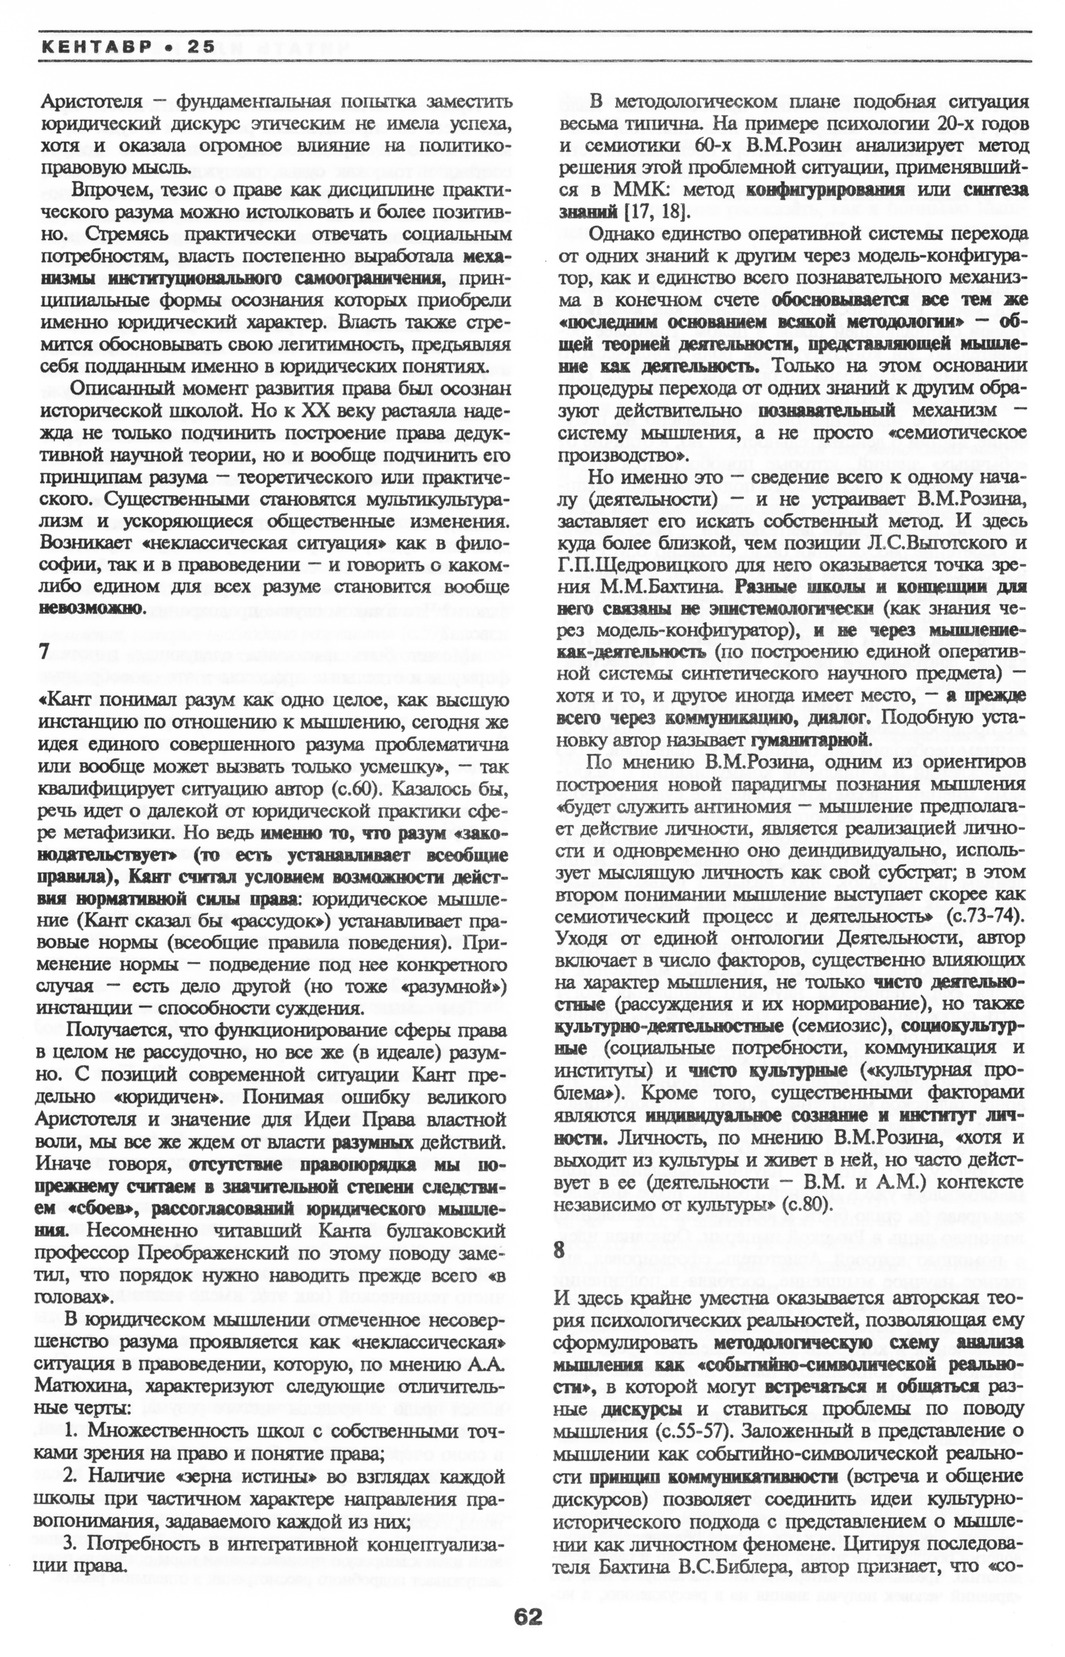 КЕНТАВР • 25
Аристотеля — фундаментальная попытка заместить
юридический дискурс этическим не имела успеха,
хотя и оказала огромное влияние на политико-
правовую мысль.
Впрочем, тезис о праве как дисциплине практи-
ческого разума можно истолковать и более позитив-
но. Стремясь практически отвечать социальным
потребностям, власть постепенно выработала меха-
низмы институционального самоограничения, прин-
ципиальные формы осознания которых приобрели
именно юридический характер. Власть также стре-
мится обосновывать свою легитимность, предъявляя
себя подданным именно в юридических понятиях.
Описанный момент развития права был осознан
исторической школой. Но к XX веку растаяла наде-
жда не только подчинить построение права дедук-
тивной научной теории, но и вообще подчинить его
принципам разума — теоретического или практиче-
ского. Существенными становятся мультикультура-
лизм и ускоряющиеся общественные изменения.
Возникает «неклассическая ситуация» как в фило-
софии, так и в правоведении — и говорить о каком-
либо едином для всех разуме становится вообще
невозможно.
7
«Кант понимал разум как одно целое, как высшую
инстанцию по отношению к мышлению, сегодня же
идея единого совершенного разума проблематична
или вообще может вызвать только усмешку», — так
квалифицирует ситуацию автор (с.60). Казалось бы,
речь идет о далекой от юридической практики сфе-
ре метафизики. Но ведь именно то, что разум «зако-
нодательствует» (то есть устанавливает всеобщие
правила), Кант считал условием возможности дейст-
вия нормативной силы права: юридическое мышле-
ние (Кант сказал бы «рассудок») устанавливает пра-
вовые нормы (всеобщие правила поведения). При-
менение нормы — подведение под нее конкретного
случая — есть дело другой (но тоже «разумной»)
инстанции — способности суждения.
Получается, что функционирование сферы права
в целом не рассудочно, но все же (в идеале) разум-
но. С позиций современной ситуации Кант пре-
дельно «юридичен». Понимая ошибку великого
Аристотеля и значение для Идеи Права властной
воли, мы все же ждем от власти разумных действий.
Иначе говоря, отсутствие правопорядка мы по-
прежнему считаем в значительной степени следстви-
ем «сбоев», рассогласований юридического мышле-
ния. Несомненно читавший Канта булгаковский
профессор Преображенский по этому поводу заме-
тил, что порядок нужно наводить прежде всего «в
головах».
В юридическом мышлении отмеченное несовер-
шенство разума проявляется как «неклассическая»
ситуация в правоведении, которую, по мнению А.А.
Матюхина, характеризуют следующие отличитель-
ные черты:
1. Множественность школ с собственными точ-
ками зрения на право и понятие права;
2. Наличие «зерна истины» во взглядах каждой
школы при частичном характере направления пра-
вопонимания, задаваемого каждой из них;
3. Потребность в интегративной концептуализа-
ции права.
В методологическом плане подобная ситуация
весьма типична. На примере психологии 20-х годов
и семиотики 60-х В.М.Розин анализирует метод
решения этой проблемной ситуации, применявший-
ся в ММК: метод конфигурирования или синтеза
знаний [17, 18].
Однако единство оперативной системы перехода
от одних знаний к другим через модель-конфигура-
тор, как и единство всего познавательного механиз-
ма в конечном счете обосновывается все тем же
«последним основанием всякой методологии» — об-
щей теорией деятельности, представляющей мышле-
ние как деятельность. Только на этом основании
процедуры перехода от одних знаний к другим обра-
зуют действительно познавательный механизм —
систему мышления, а не просто «семиотическое
производство».
Но именно это — сведение всего к одному нача-
лу (деятельности) — и не устраивает В.М.Розина,
заставляет его искать собственный метод. И здесь
куда более близкой, чем позиции Л.С.Выготского и
Г.П.Щедровицкого для него оказывается точка зре-
ния М.М.Бахтина. Разные школы и концепции для
него связаны не эпистемологически (как знания че-
рез модель-конфигуратор), и не через мышление-
как-деятельность (по построению единой оператив-
ной системы синтетического научного предмета) —
хотя и то, и другое иногда имеет место, — а прежде
всего через коммуникацию, диалог. Подобную уста-
новку автор называет гуманитарной.
По мнению В.М.Розина, одним из ориентиров
построения новой парадигмы познания мышления
«будет служить антиномия — мышление предполага-
ет действие личности, является реализацией лично-
сти и одновременно оно деиндивидуально, исполь-
зует мыслящую личность как свой субстрат; в этом
втором понимании мышление выступает скорее как
семиотический процесс и деятельность» (с.73-74).
Уходя от единой онтологии Деятельности, автор
включает в число факторов, существенно влияющих
на характер мышления, не только чисто деятельно-
стные (рассуждения и их нормирование), но также
культурно-деятельностные (семиозис), социокультур-
ные (социальные потребности, коммуникация и
институты) и чисто культурные («культурная про-
блема»). Кроме того, существенными факторами
являются индивидуальное сознание и институт лич-
ности. Личность, по мнению В.М.Розина, «хотя и
выходит из культуры и живет в ней, но часто дейст-
вует в ее (деятельности — В.М. и А.М.) контексте
независимо от культуры» (с.80).
8
И здесь крайне уместна оказывается авторская тео-
рия психологических реальностей, позволяющая ему
сформулировать методологическую схему анализа
мышления как «событийно-символической реально-
сти», в которой могут встречаться и общаться раз-
ные дискурсы и ставиться проблемы по поводу
мышления (с.55-57). Заложенный в представление о
мышлении как событийно-символической реально-
сти принцип коммуникативности (встреча и общение
дискурсов) позволяет соединить идеи культурно-
исторического подхода с представлением о мышле-
нии как личностном феномене. Цитируя последова-
теля Бахтина В.С.Библера, автор признает, что «со-
62